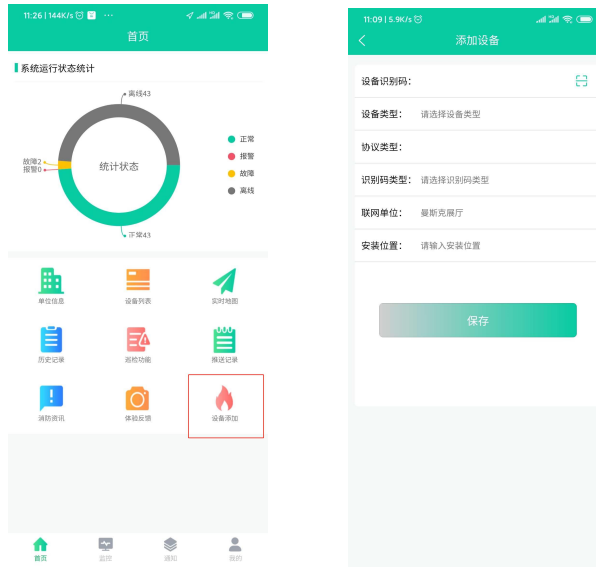 11:26 | 144K/s
首页
系统运行状态统计
离线43
故障2
报警0
统计状态
正常43
正常
报警
故障
离线
单位信息
设备列表
实时地图
历史记录
巡检功能
推送记录
消防资讯
体验反馈
设备添加
首页
监控
通知
我的
11:09 | 5.9K/s
添加设备
设备识别码：
设备类型： 请选择设备类型
协议类型：
识别码类型： 请选择识别码类型
联网单位： 曼斯克展厅
安装位置： 请输入安装位置
保存